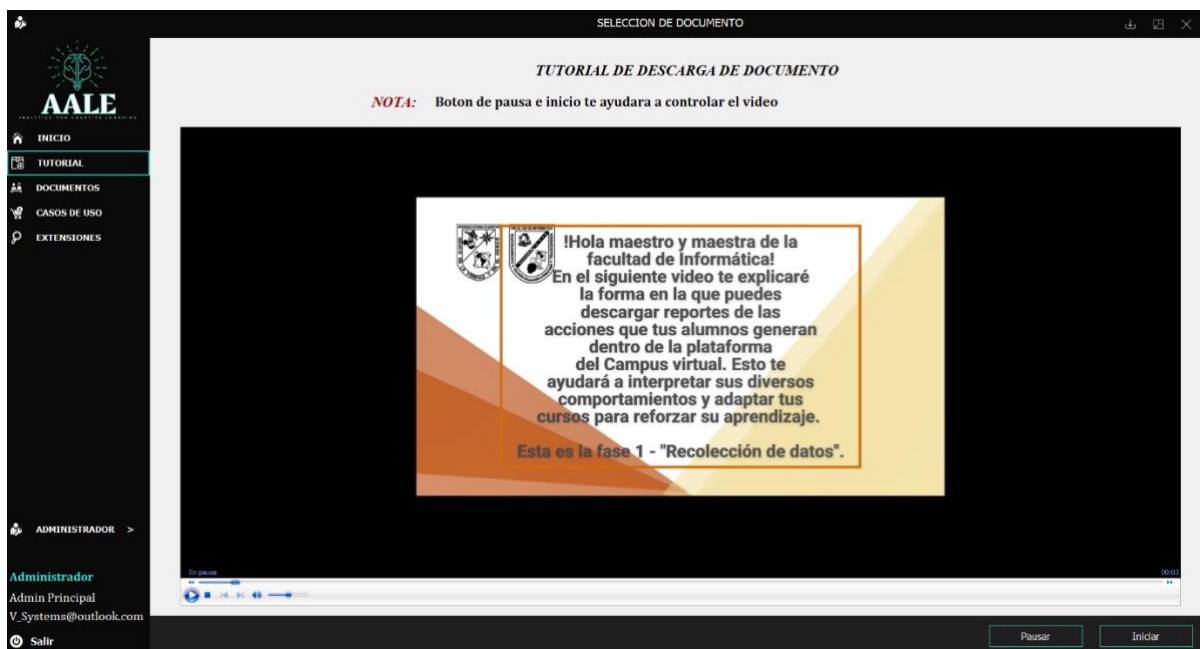 SELECCION DE DOCUMENTO
AALE
ANALYTICS FOR ADAPTIVE LEARNING
INICIO
TUTORIAL
DOCUMENTOS
CASOS DE USO
EXTENSIONES
ADMINISTRADOR >
Administrador
Admin Principal
V_Systems@outlook.com
Salir
TUTORIAL DE DESCARGA DE DOCUMENTO
NOTA: Boton de pausa e inicio te ayudara a controlar el video
!Hola maestro y maestra de la
facultad de Informática!
En el siguiente video te explicaré
la forma en la que puedes
descargar reportes de las
acciones que tus alumnos generan
dentro de la plataforma
del Campus virtual. Esto te
ayudará a interpretar sus diversos
comportamientos y adaptar tus
cursos para reforzar su aprendizaje.
Esta es la fase 1 - "Recolección de datos".
En pausa
00:03
Pausar
Iniciar